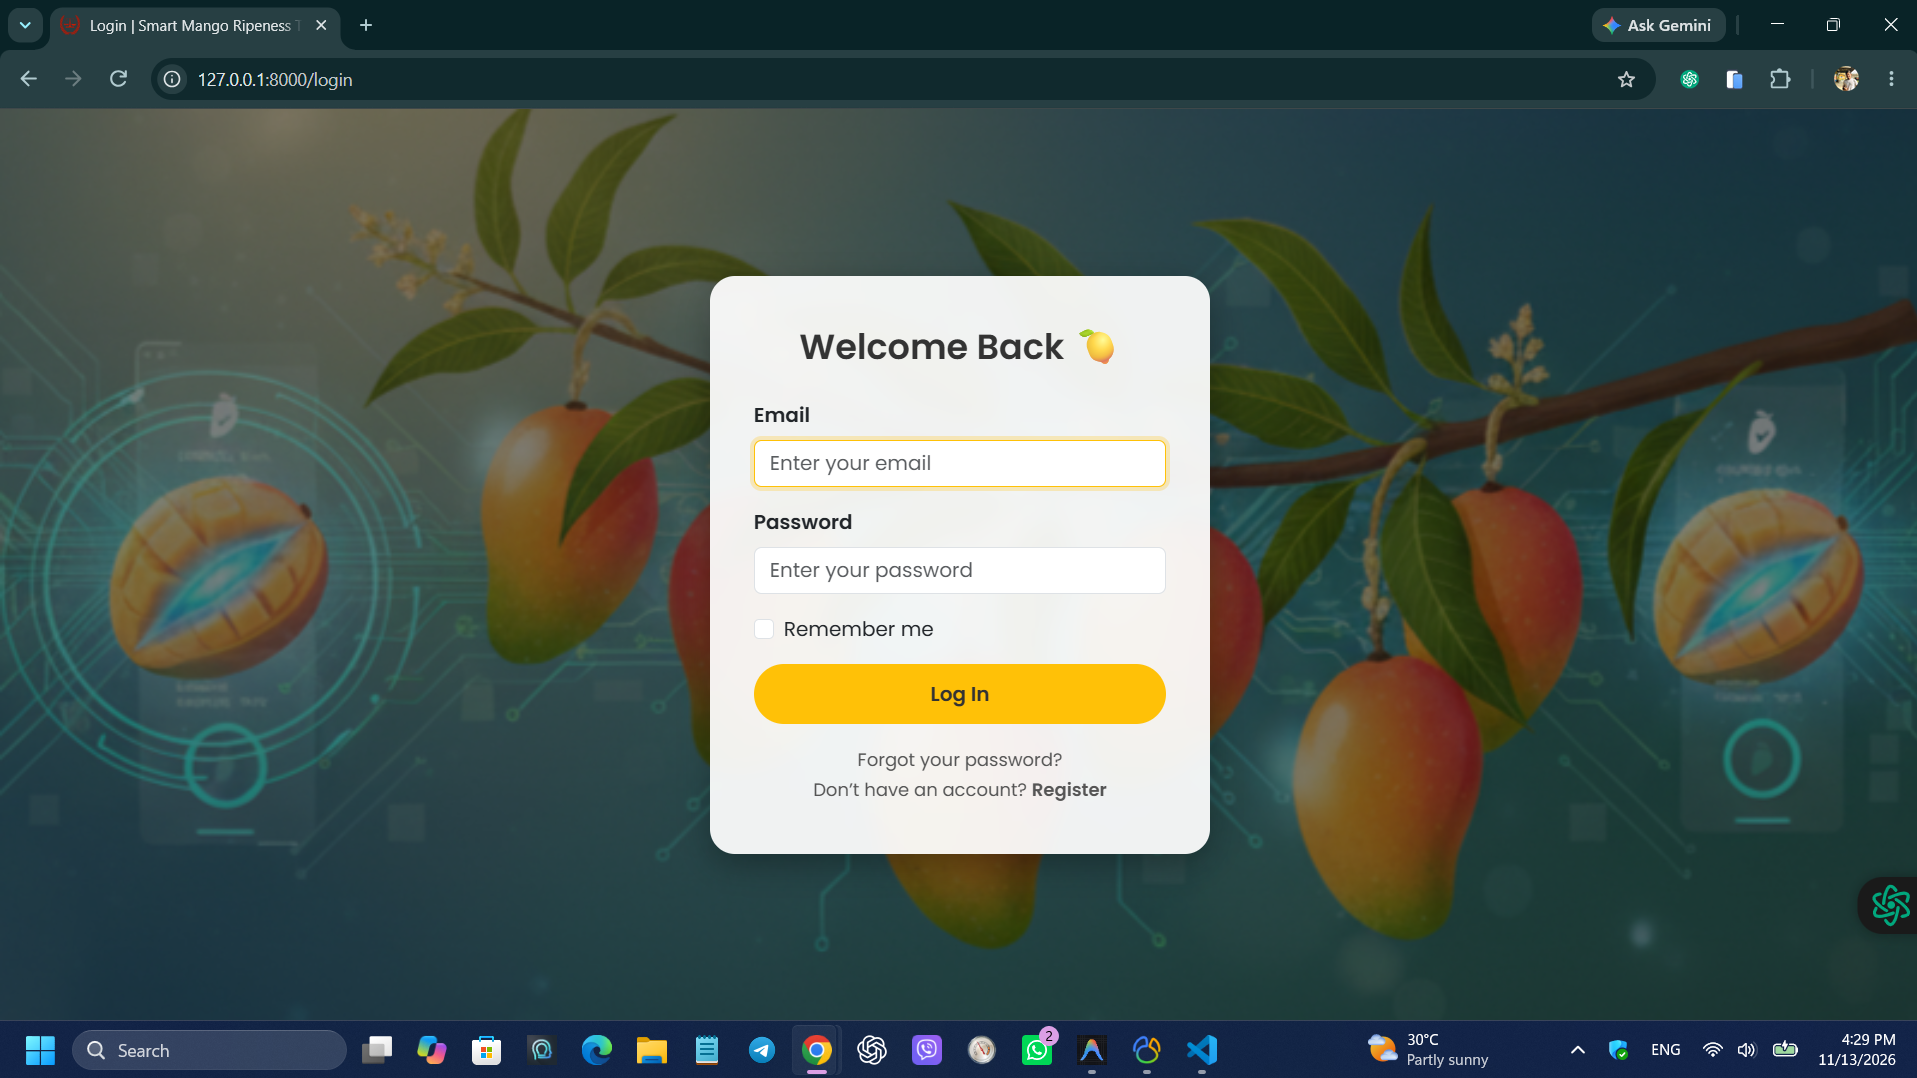 Login | Smart Mango Ripeness T
Ask Gemini
127.0.0.1:8000/login
Welcome Back
Email
Enter your email
Password
Enter your password
Remember me
Log In
Forgot your password?
Don’t have an account? Register
Search
2
30°C
Partly sunny
ENG
4:29 PM
11/13/2026